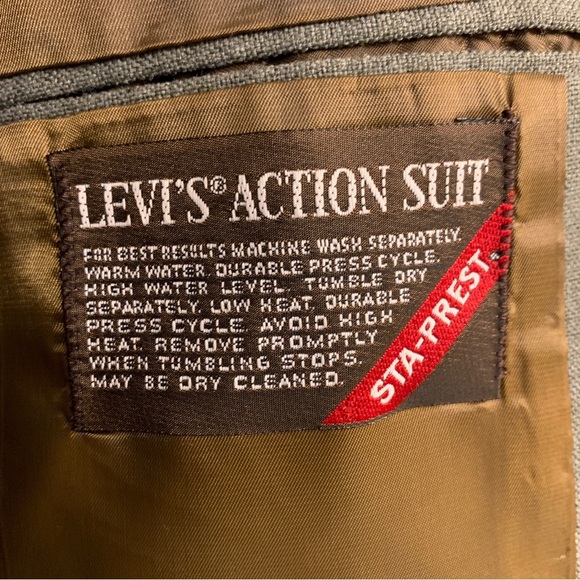 LEVI'S® ACTION SUIT
FOR BEST RESULTS MACHINE WASH SEPARATELY.
WARM WATER. DURABLE PRESS CYCLE.
HIGH WATER LEVEL. TUMBLE DRY
SEPARATELY. LOW HEAT. DURABLE
PRESS CYCLE. AVOID HIGH
HEAT. REMOVE PROMPTLY
WHEN TUMBLING STOPS.
MAY BE DRY CLEANED.
STA-PREST